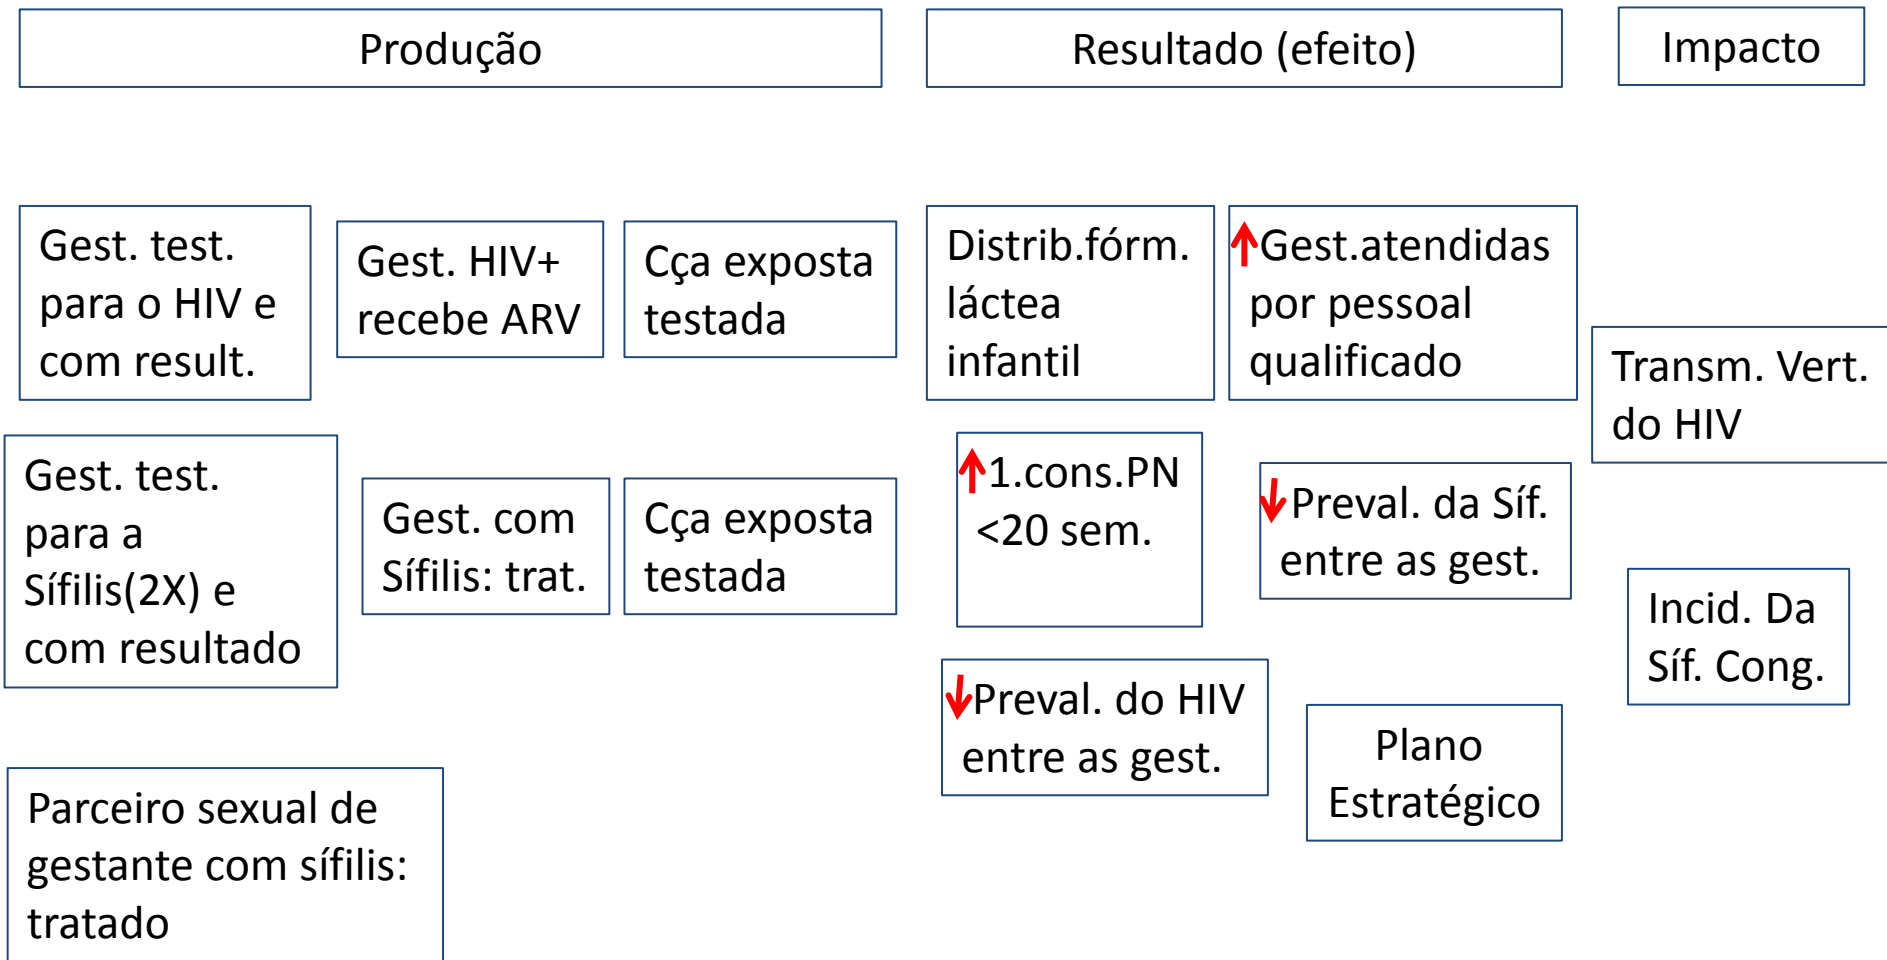 Produção
Resultado (efeito)
Impacto
Gest. test.
para o HIV e
com result.
Gest. HIV+
recebe ARV
Cça exposta
testada
Distrib.fórm.
láctea
infantil
Gest.atendidas
por pessoal
qualificado
Transm. Vert.
do HIV
Gest. test.
para a
Sífilis(2X) e
com resultado
Gest. com
Sífilis: trat.
Cça exposta
testada
1.cons.PN
<20 sem.
Preval. da Síf.
entre as gest.
Incid. Da
Síf. Cong.
Preval. do HIV
entre as gest.
Plano
Estratégico
Parceiro sexual de
gestante com sífilis:
tratado